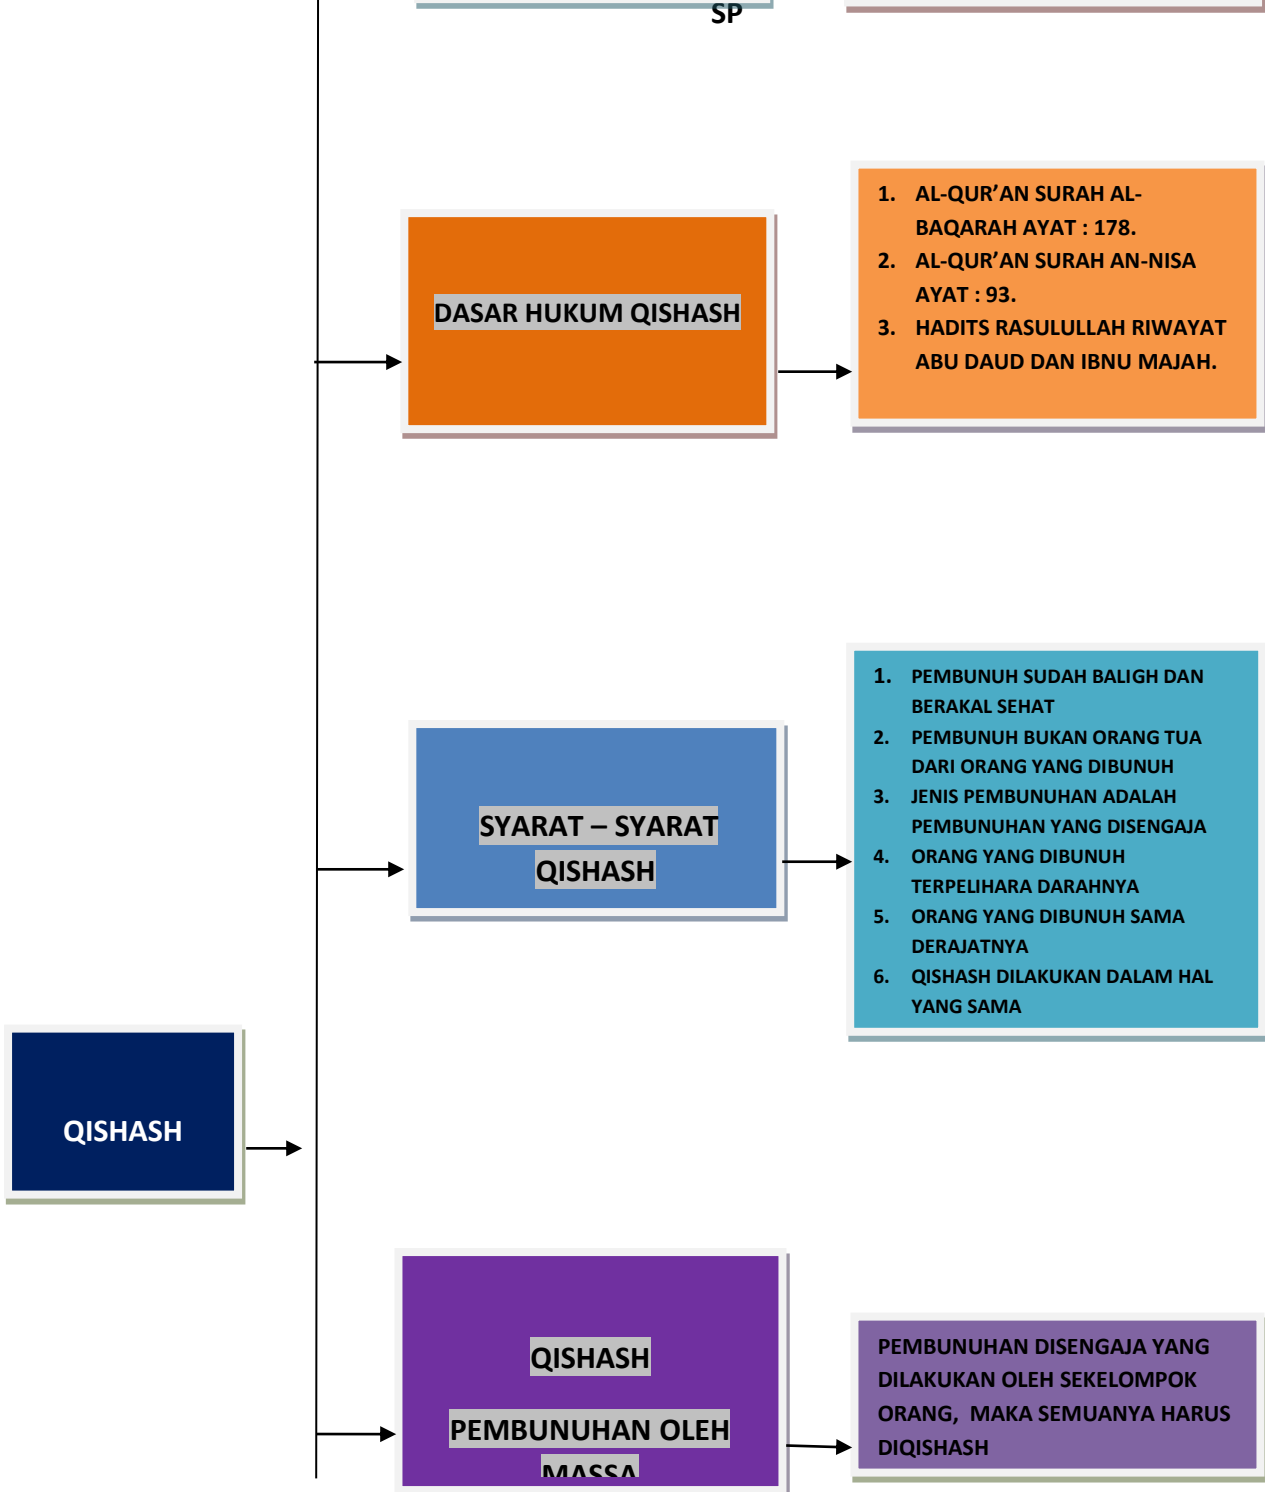 SP
DASAR HUKUM QISHASH
1. AL-QUR’AN SURAH AL-
BAQARAH AYAT : 178.
2. AL-QUR’AN SURAH AN-NISA
AYAT : 93.
3. HADITS RASULULLAH RIWAYAT
ABU DAUD DAN IBNU MAJAH.
SYARAT – SYARAT
QISHASH
1. PEMBUNUH SUDAH BALIGH DAN
BERAKAL SEHAT
2. PEMBUNUH BUKAN ORANG TUA
DARI ORANG YANG DIBUNUH
3. JENIS PEMBUNUHAN ADALAH
PEMBUNUHAN YANG DISENGAJA
4. ORANG YANG DIBUNUH
TERPELIHARA DARAHNYA
5. ORANG YANG DIBUNUH SAMA
DERAJATNYA
6. QISHASH DILAKUKAN DALAM HAL
YANG SAMA
QISHASH
QISHASH
PEMBUNUHAN OLEH
MASSA
PEMBUNUHAN DISENGAJA YANG
DILAKUKAN OLEH SEKELOMPOK
ORANG, MAKA SEMUANYA HARUS
DIQISHASH